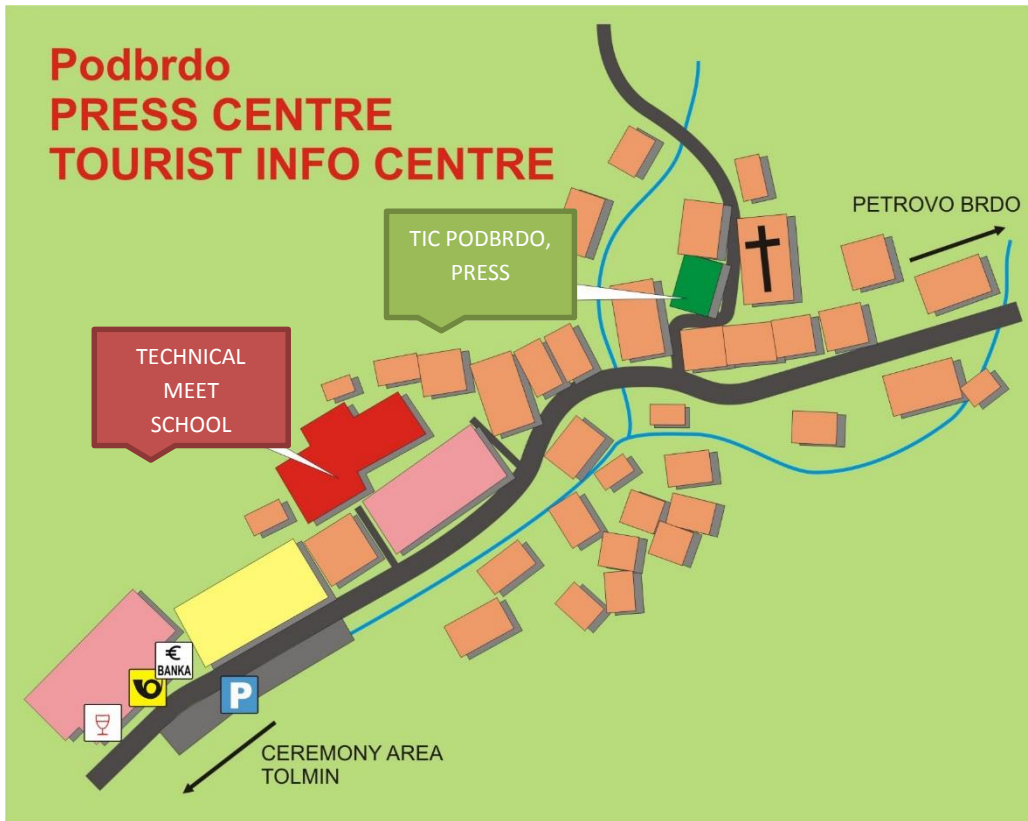 Podbrdo
PRESS CENTRE
TOURIST INFO CENTRE
PETROVO BRDO
TIC PODBRDO,
PRESS
TECHNICAL
MEET
SCHOOL
€
BANKA
P
CEREMONY AREA
TOLMIN